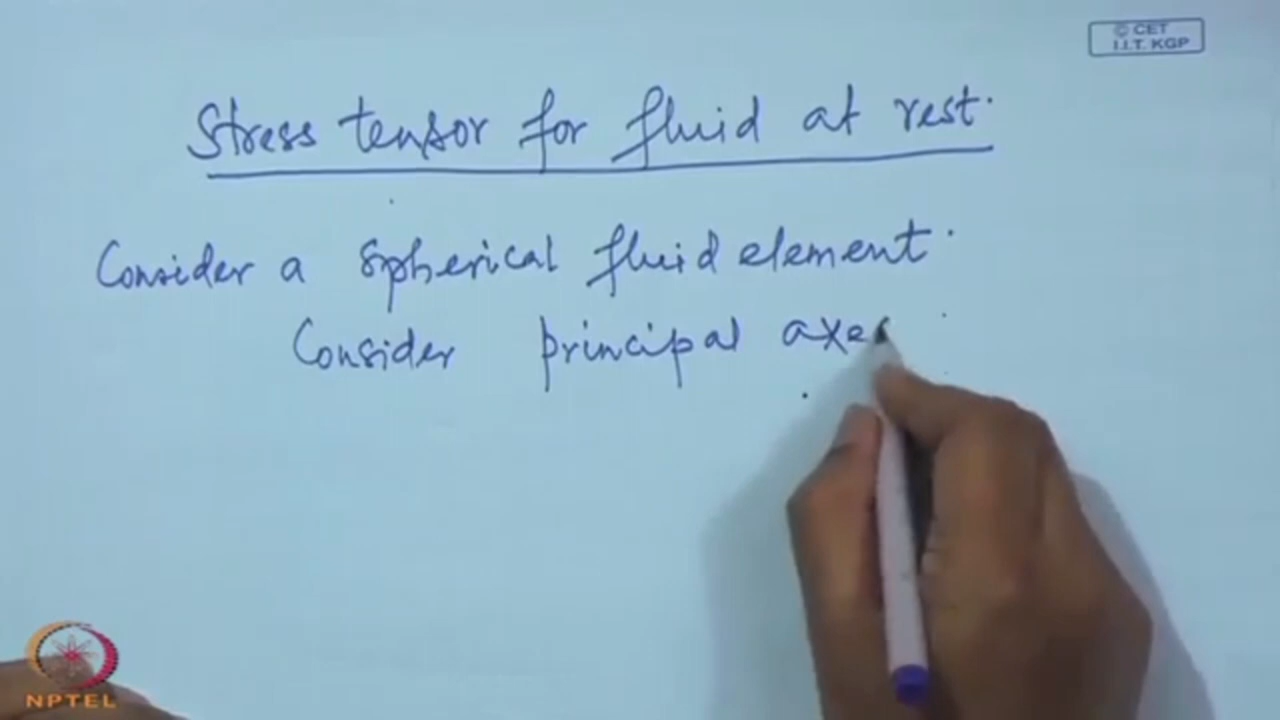 © CET
I.I.T. KGP
Stress tensor for fluid at rest.
Consider a spherical fluid element.
Consider principal axes
NPTEL